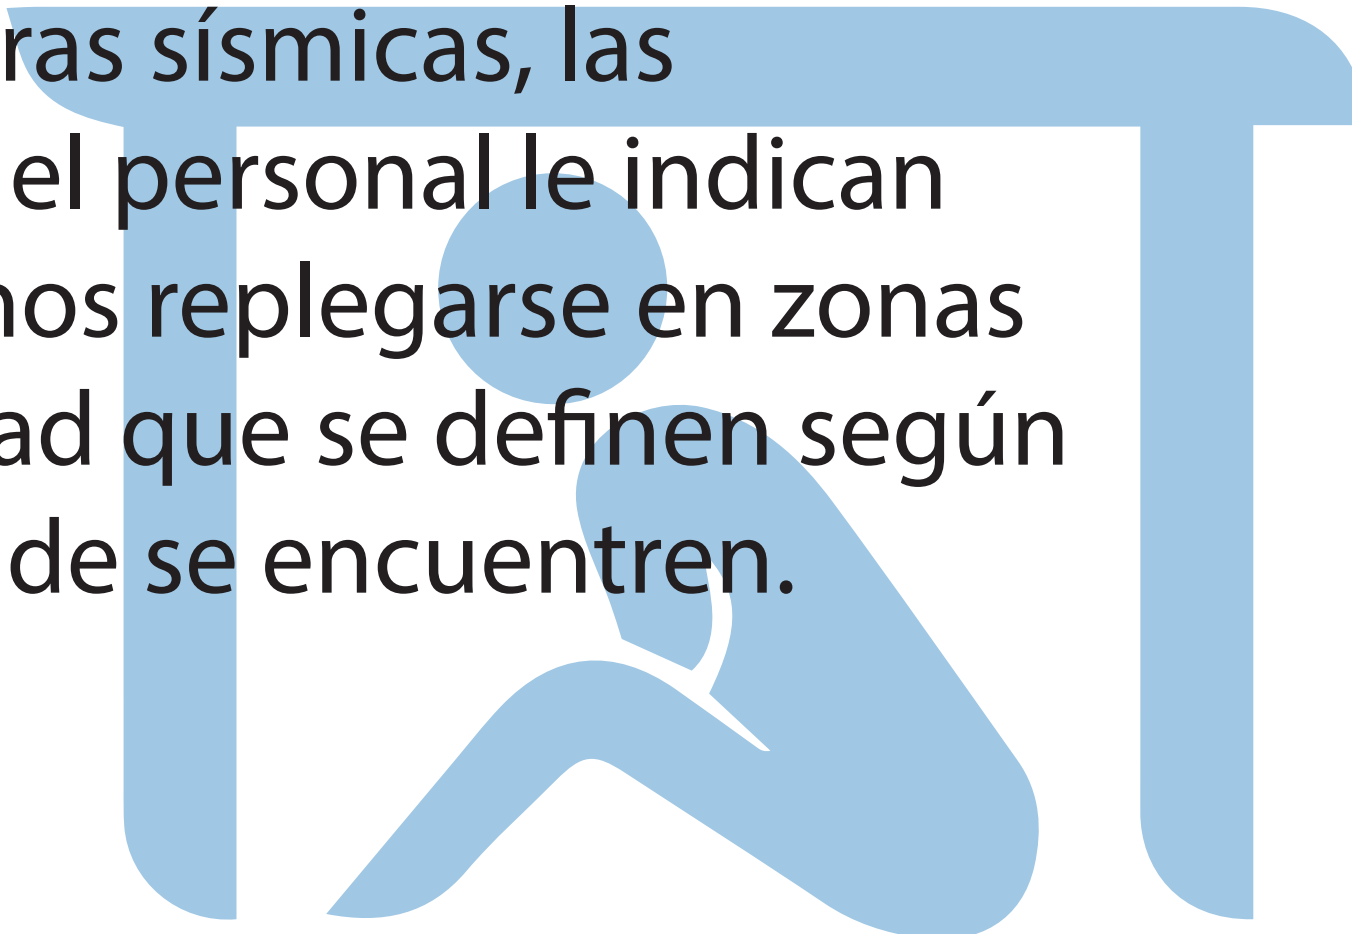 ras sísmicas, las
el personal le indican
nos replegarse en zonas
ad que se definen según
de se encuentren.